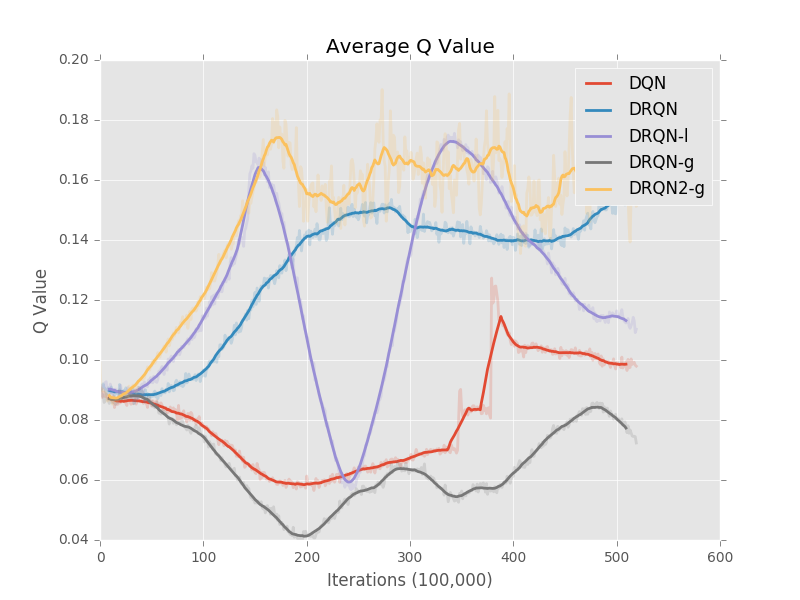 Average Q Value
0.20
0.18
0.16
0.14
0.12
0.10
0.08
0.06
0.04
Q Value
DQN
DRQN
DRQN-l
DRQN-g
DRQN2-g
0 100 200 300 400 500 600
Iterations (100,000)